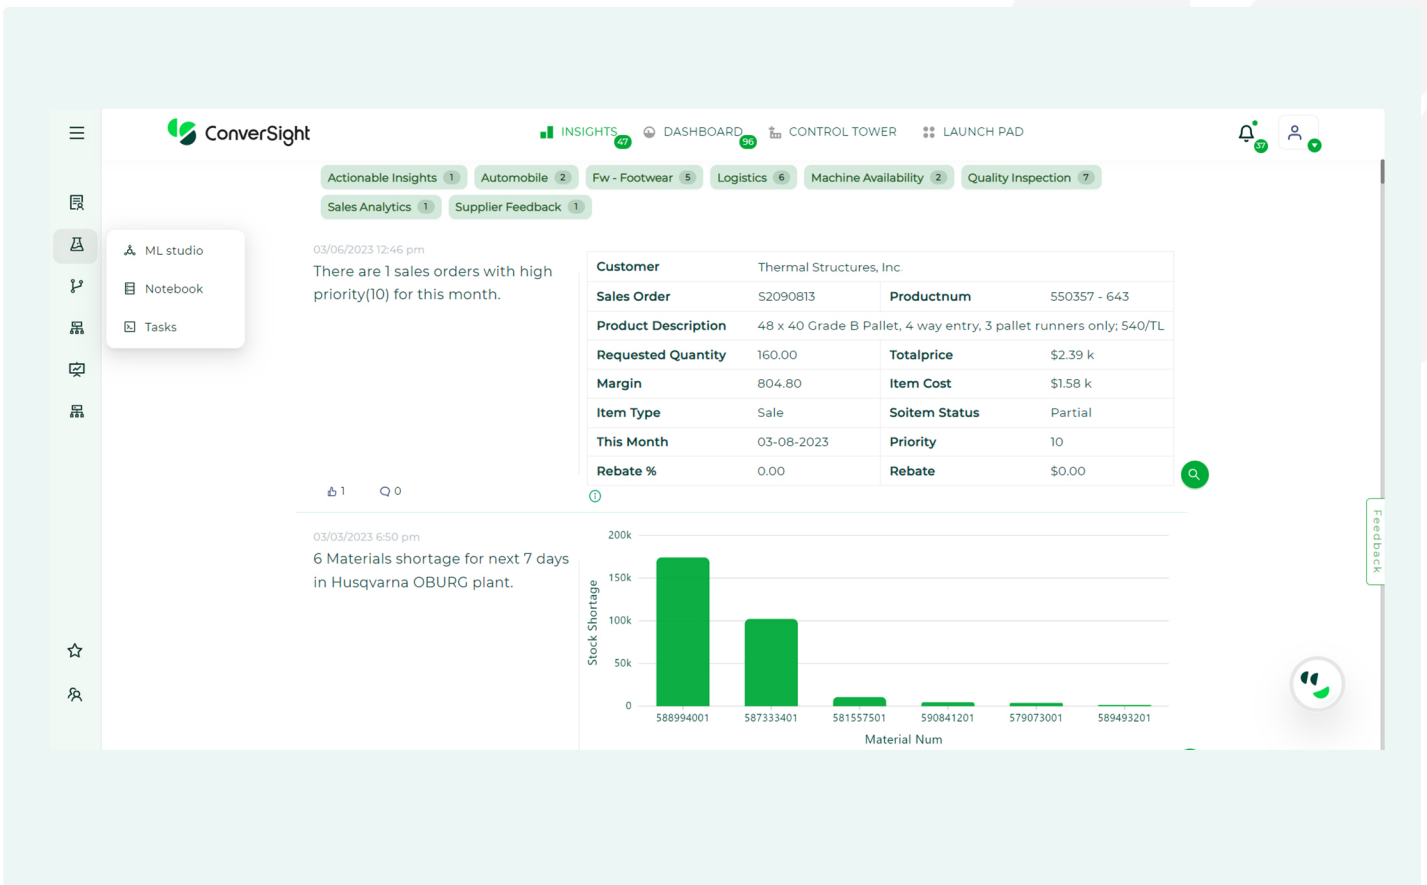 ConverSight
INSIGHTS 47 DASHBOARD 96 CONTROL TOWER LAUNCH PAD 37
Actionable Insights 1 Automobile 2 Fw - Footwear 5 Logistics 6 Machine Availability 2 Quality Inspection 7
Sales Analytics 1 Supplier Feedback 1
ML studio
Notebook
Tasks
03/06/2023 12:46 pm
There are 1 sales orders with high
priority(10) for this month.
1 0
Customer Thermal Structures, Inc.
Sales Order S2090813 Productnum 550357 - 643
Product Description 48 x 40 Grade B Pallet, 4 way entry, 3 pallet runners only; 540/TL
Requested Quantity 160.00 Totalprice $2.39 k
Margin 804.80 Item Cost $1.58 k
Item Type Sale Soitem Status Partial
This Month 03-08-2023 Priority 10
Rebate % 0.00 Rebate $0.00
Feedback
03/03/2023 6:50 pm
6 Materials shortage for next 7 days
in Husqvarna OBURG plant.
Stock Shortage
200k
150k
100k
50k
0
588994001 587333401 581557501 590841201 579073001 589493201
Material Num